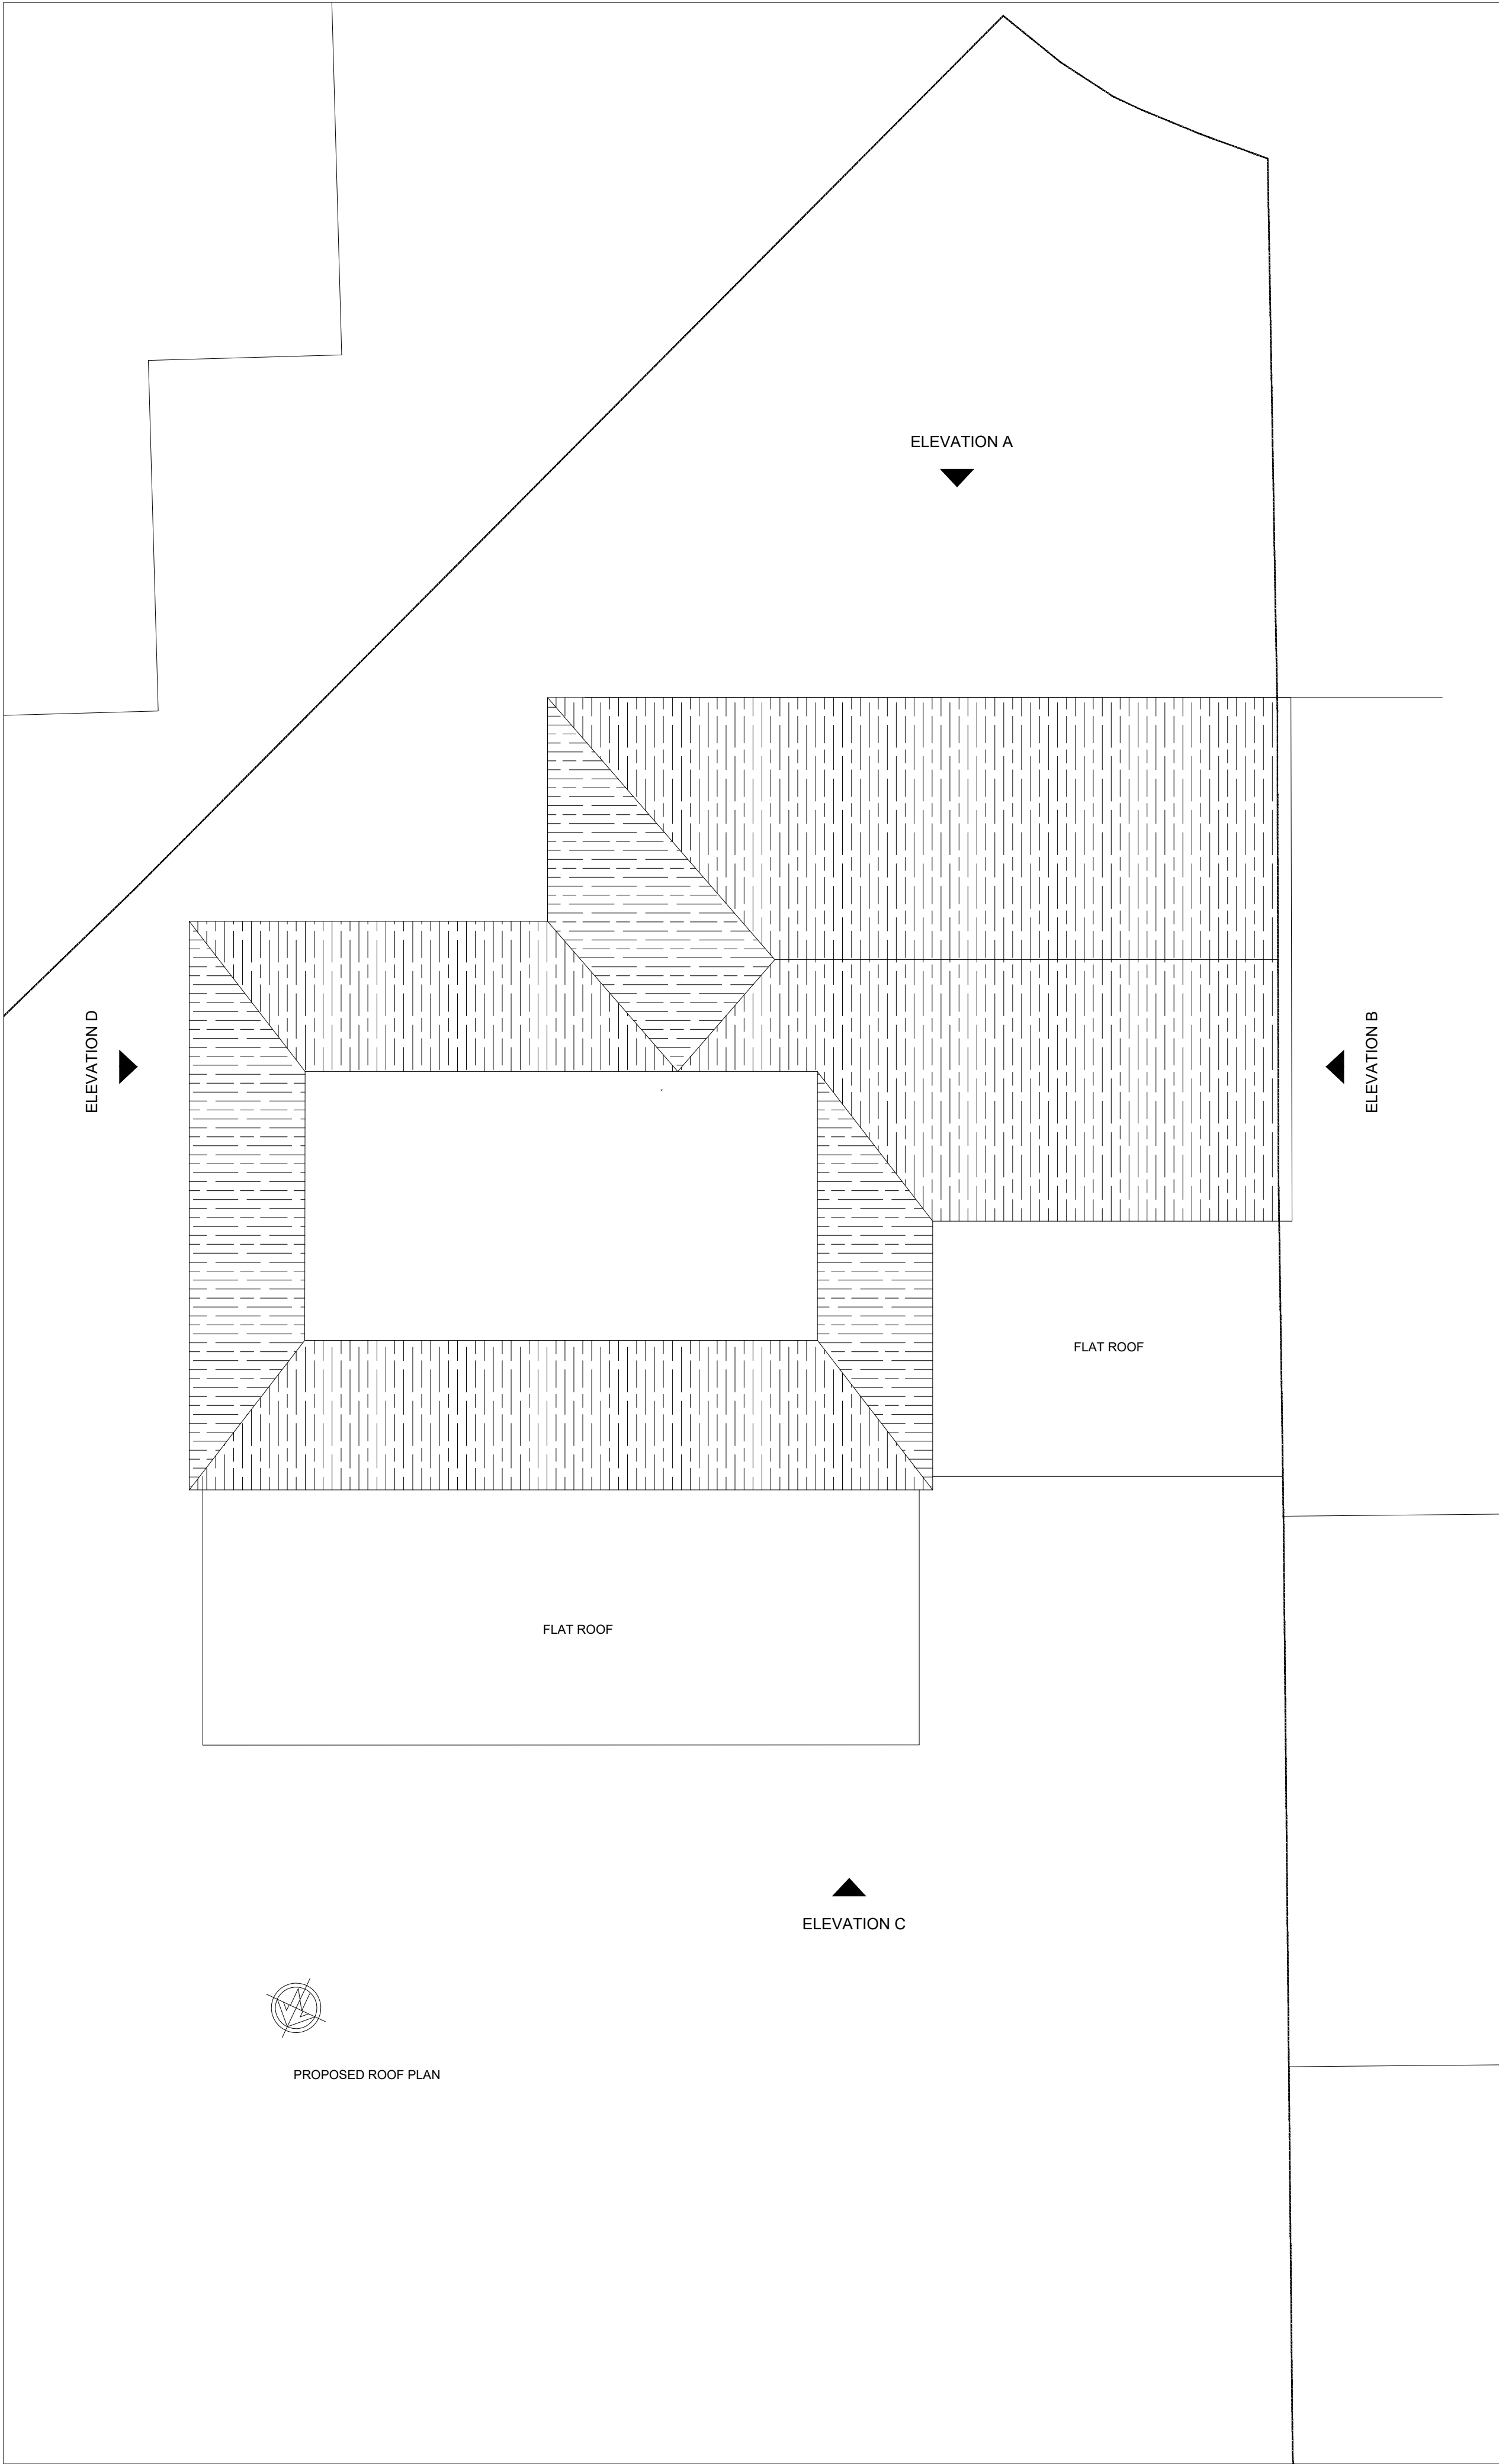 ELEVATION A
ELEVATION D
ELEVATION B
FLAT ROOF
FLAT ROOF
ELEVATION C
PROPOSED ROOF PLAN